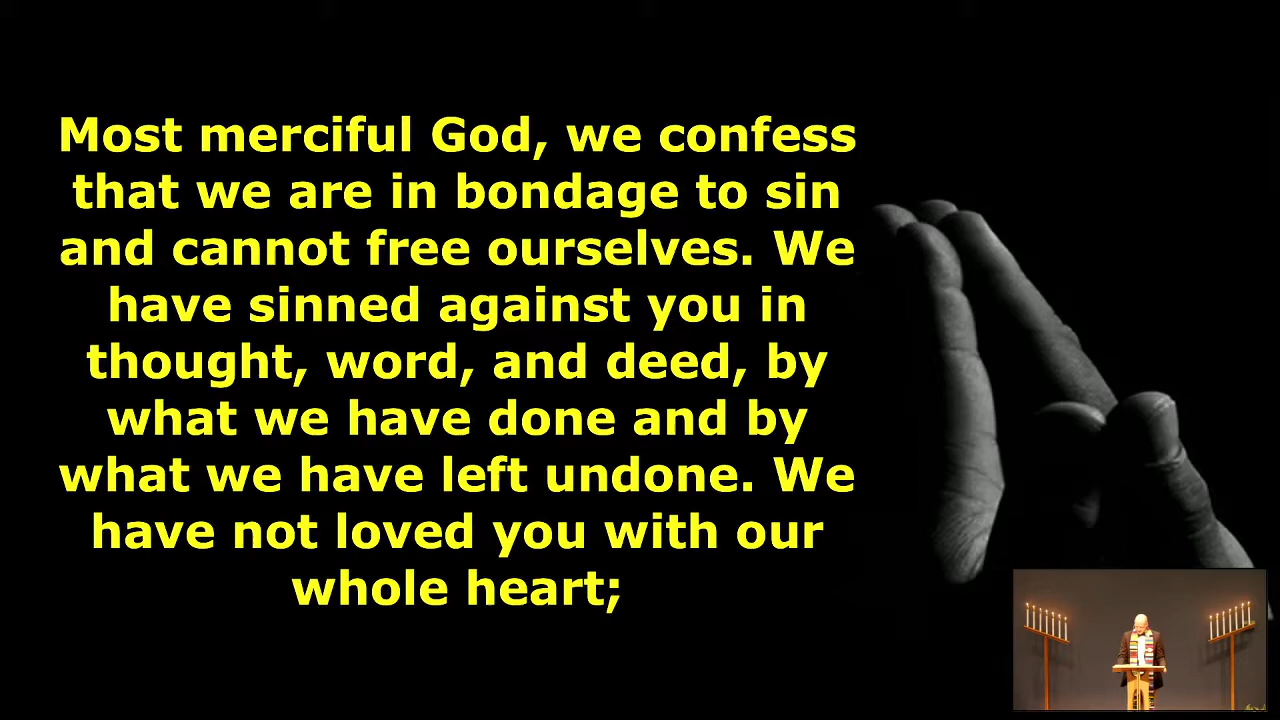 Most merciful God, we confess
that we are in bondage to sin
and cannot free ourselves. We
have sinned against you in
thought, word, and deed, by
what we have done and by
what we have left undone. We
have not loved you with our
whole heart;